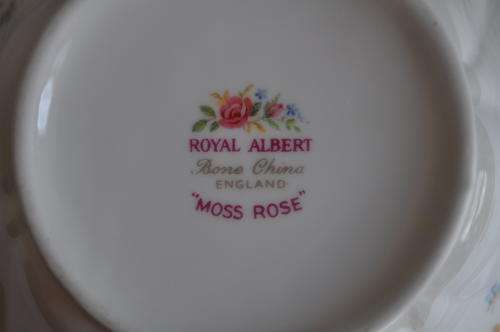 ROYAL ALBERT
Bone China
ENGLAND
"MOSS ROSE"